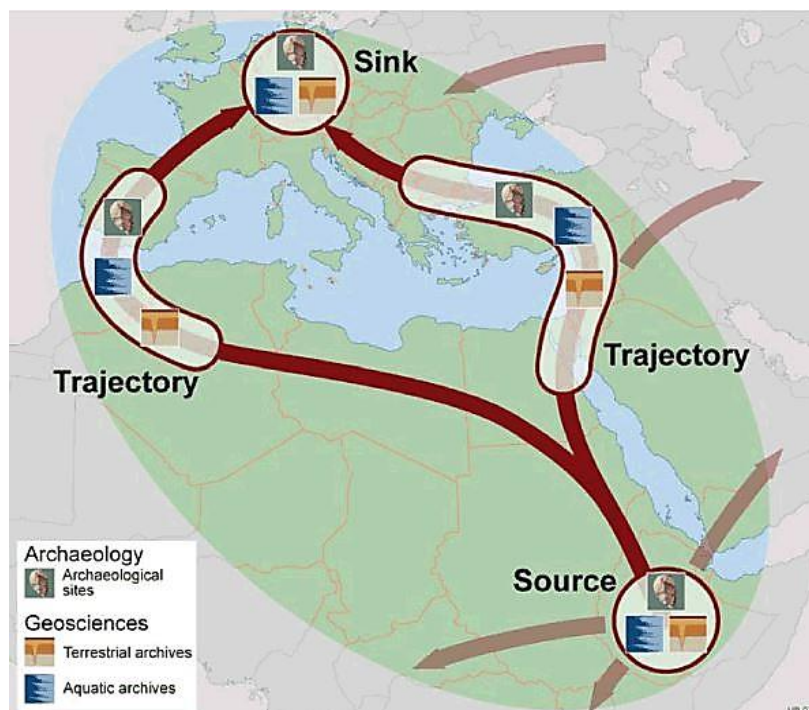 Sink
Trajectory
Trajectory
Source
Archaeology
Archaeological
sites
Geosciences
Terrestrial archives
Aquatic archives